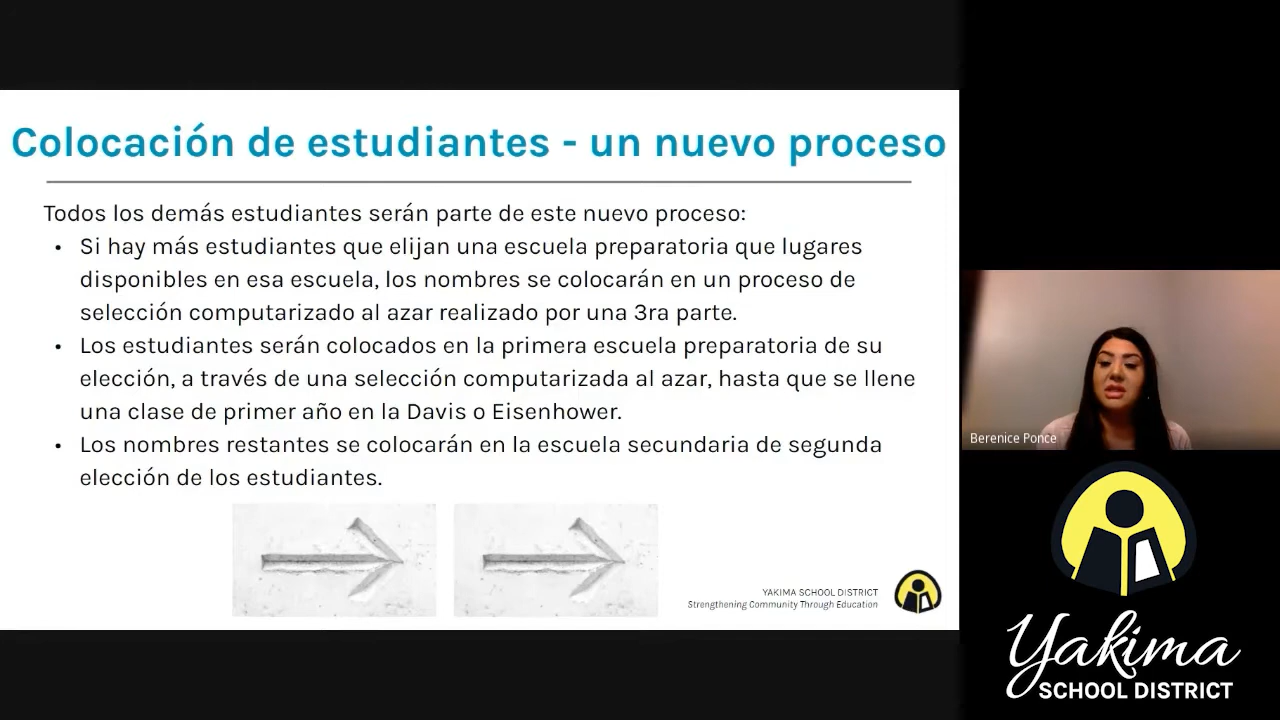 Colocación de estudiantes - un nuevo proceso
Todos los demás estudiantes serán parte de este nuevo proceso:
• Si hay más estudiantes que elijan una escuela preparatoria que lugares
disponibles en esa escuela, los nombres se colocarán en un proceso de
selección computarizado al azar realizado por una 3ra parte.
• Los estudiantes serán colocados en la primera escuela preparatoria de su
elección, a través de una selección computarizada al azar, hasta que se llene
una clase de primer año en la Davis o Eisenhower.
• Los nombres restantes se colocarán en la escuela secundaria de segunda
elección de los estudiantes.
YAKIMA SCHOOL DISTRICT
Strengthening Community Through Education
Berenice Ponce
Yakima
SCHOOL DISTRICT